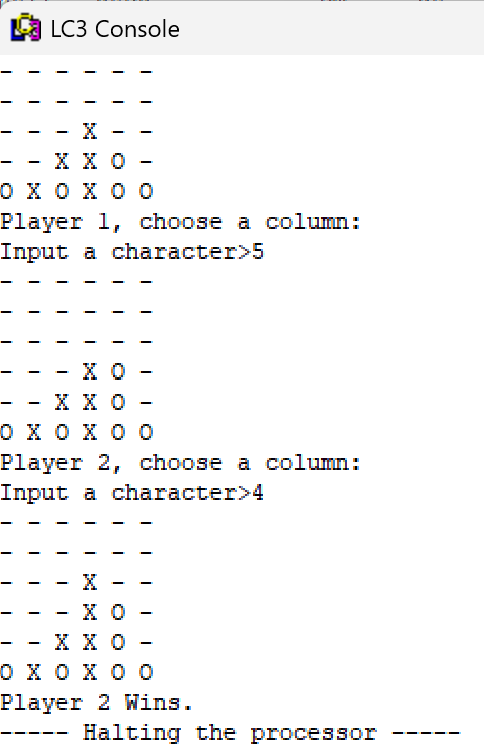 LC3 Console
- - - - - -
- - - - - -
- - - X - -
- - X X O -
O X O X O O
Player 1, choose a column:
Input a character>5
- - - - - -
- - - - - -
- - - - - -
- - - X O -
- - X X O -
O X O X O O
Player 2, choose a column:
Input a character>4
- - - - - -
- - - - - -
- - - X - -
- - - X O -
- - X X O -
O X O X O O
Player 2 Wins.
----- Halting the processor -----